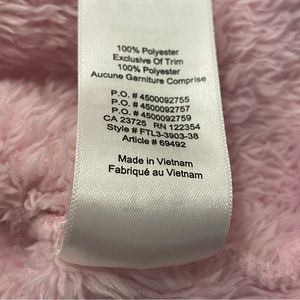 100% Polyester
Exclusive Of Trim
100% Polyester
Aucune Garniture Comprise
P.O. # 4500092755
P.O. # 4500092757
P.O. # 4500092759
CA 23725 RN 122354
Style # FTL3-3903-38
Article # 69492
Made in Vietnam
Fabriqué au Vietnam